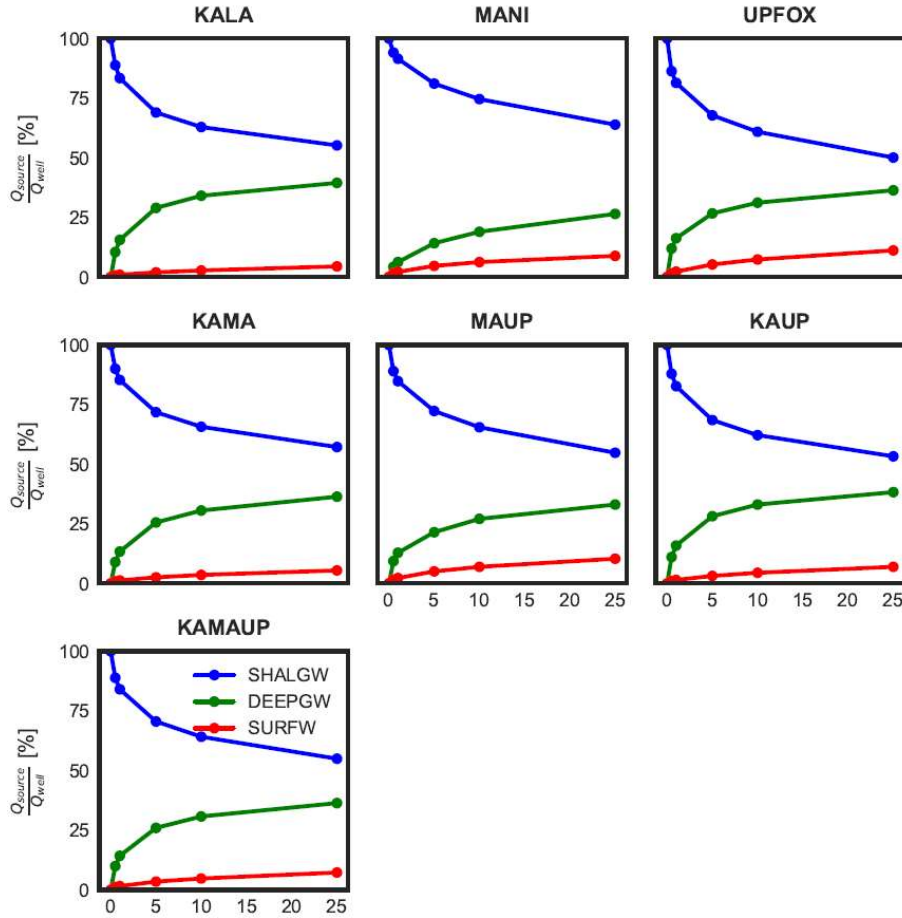 KALA MANI UPFOX
100
75
50
25
0
Q_source/Q_well [%]
KAMA MAUP KAUP
100
75
50
25
0
Q_source/Q_well [%]
0 5 10 15 20 25 0 5 10 15 20 25
KAMAUP
100
75
50
25
0
Q_source/Q_well [%]
SHALGW
DEEPGW
SURFW
0 5 10 15 20 25